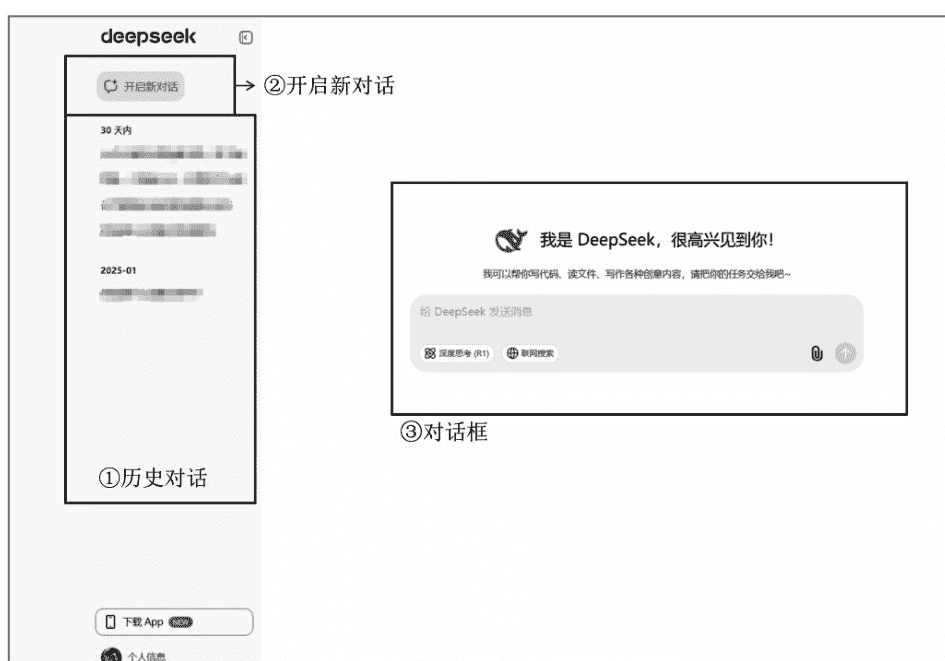 deepseek
开启新对话
②开启新对话
30 天内
2025-01
①历史对话
我是 DeepSeek，很高兴见到你！
我可以帮你写代码、读文件、写作各种创意内容，请把你的任务交给我吧~
给 DeepSeek 发送消息
深度思考 (R1) 联网搜索
③对话框
下载 App NEW
个人信息